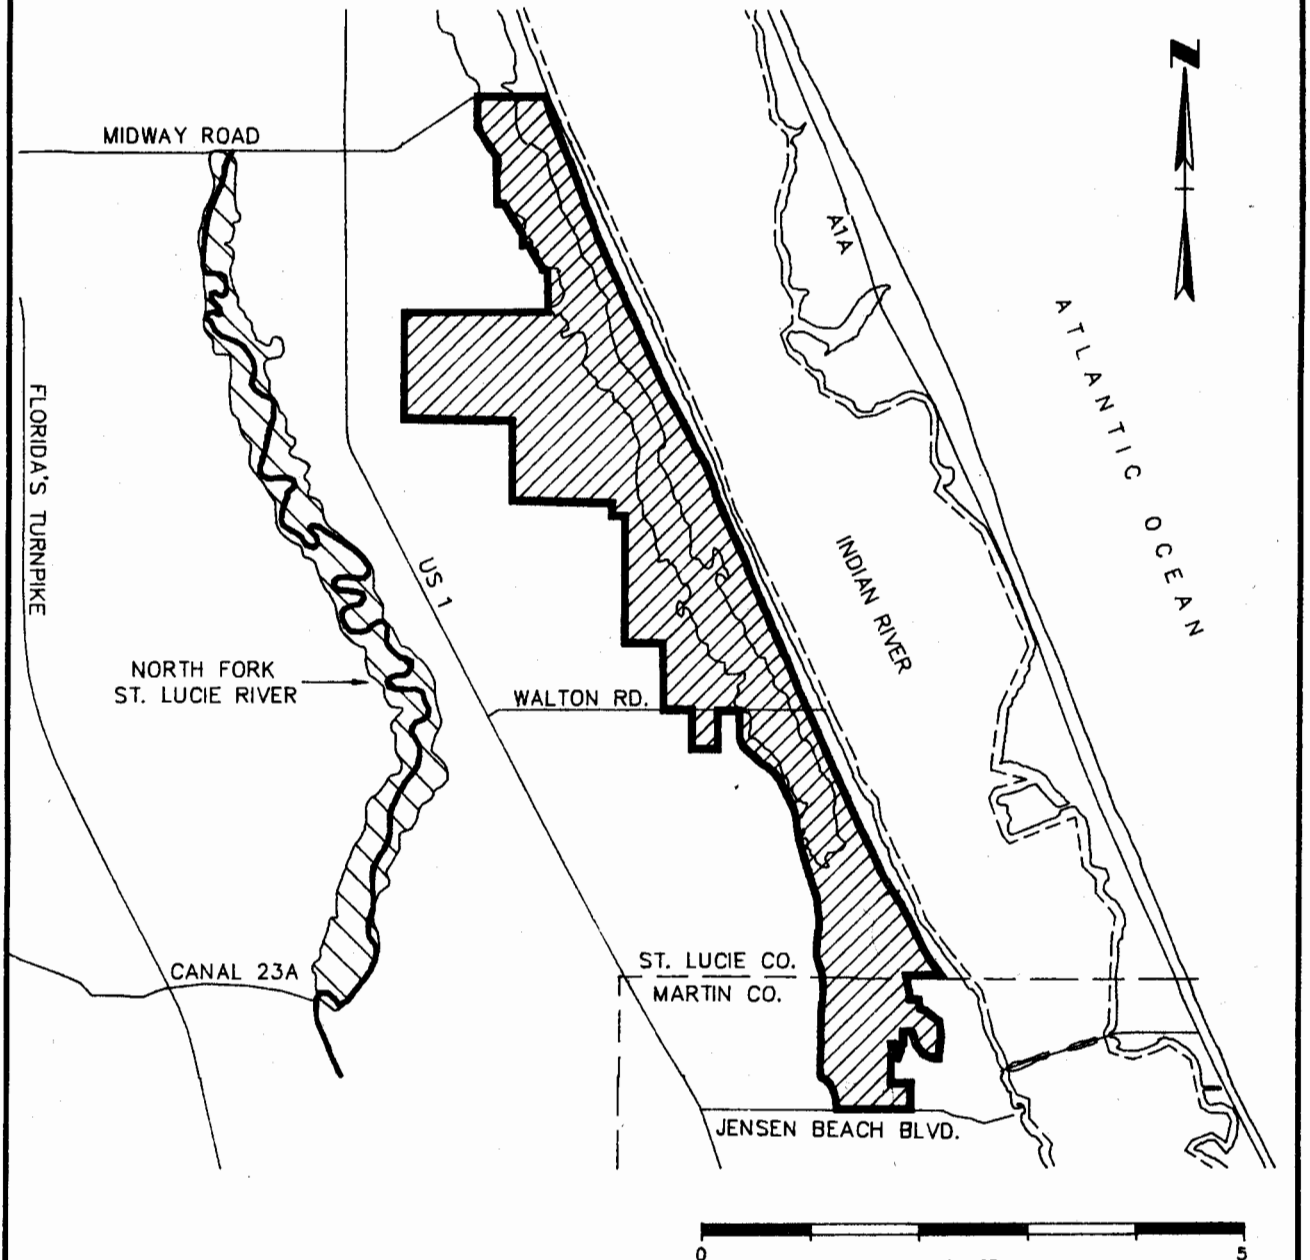 N
MIDWAY ROAD
A1A
ATLANTIC OCEAN
FLORIDA'S TURNPIKE
US 1
INDIAN RIVER
NORTH FORK
ST. LUCIE RIVER
WALTON RD.
CANAL 23A
ST. LUCIE CO.
MARTIN CO.
JENSEN BEACH BLVD.
0 5